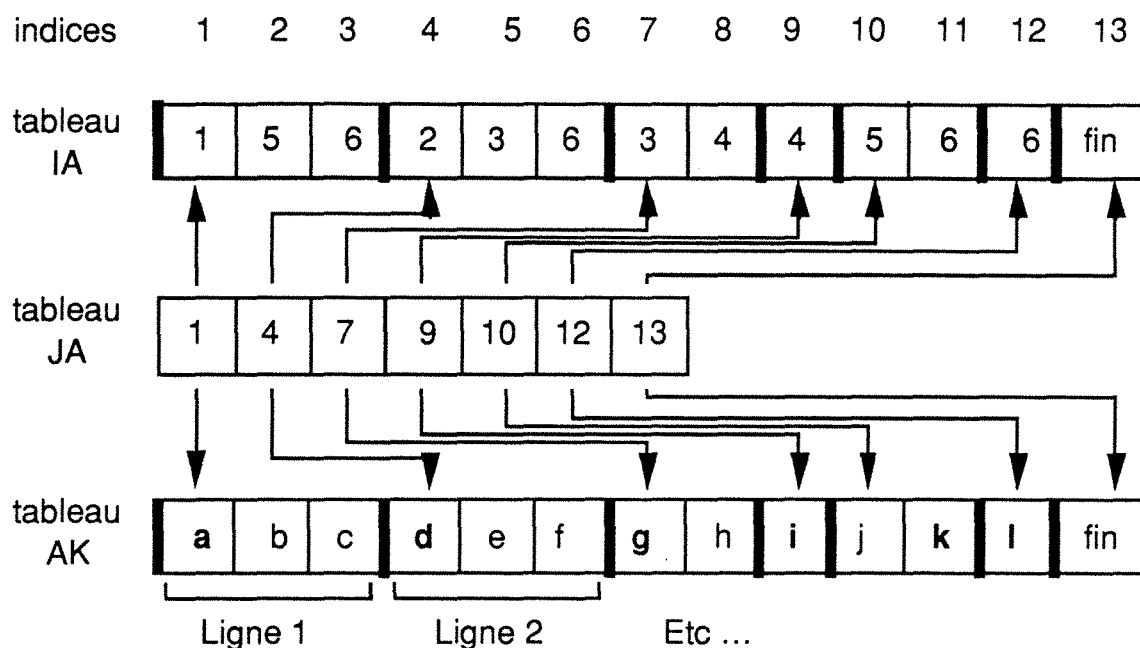 indices 1 2 3 4 5 6 7 8 9 10 11 12 13
tableau IA
1 5 6 2 3 6 3 4 4 5 6 6 fin
tableau JA
1 4 7 9 10 12 13
tableau AK
a b c d e f g h i j k l fin
Ligne 1 Ligne 2 Etc ...